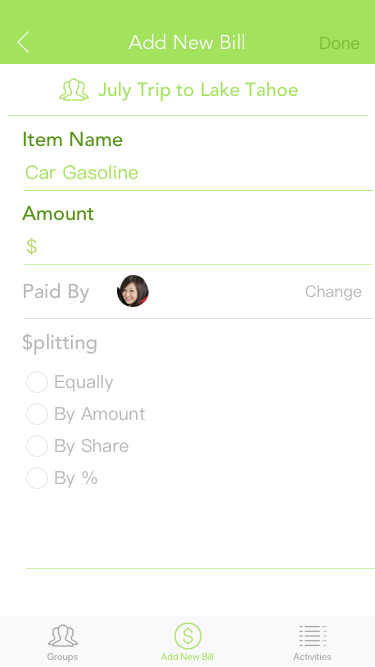 Add New Bill
Done
July Trip to Lake Tahoe
Item Name
Car Gasoline
Amount
$
Paid By
Change
$plitting
Equally
By Amount
By Share
By %
Groups
$
Add New Bill
Activities